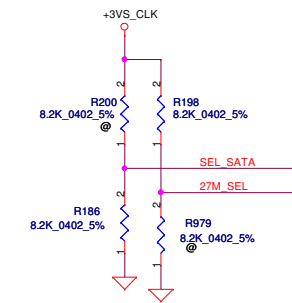 +3VS_CLK
2
2
R200
R198
8.2K_0402_5%
8.2K_0402_5%
@
1
1
SEL_SATA
27M_SEL
2
2
R186
R979
8.2K_0402_5%
8.2K_0402_5%
@
1
1